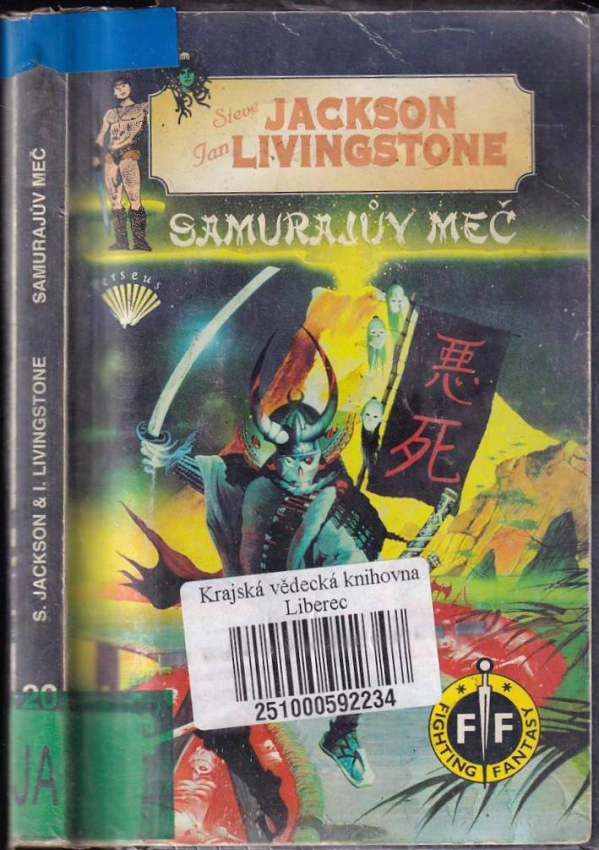 Steve JACKSON
Ian LIVINGSTONE
SAMURAJŮV MEČ
erseus
悪
死
Krajská vědecká knihovna
Liberec
251000592234
FIGHTING FANTASY
FF
S. JACKSON & I. LIVINGSTONE SAMURAJŮV MEČ
20
JA